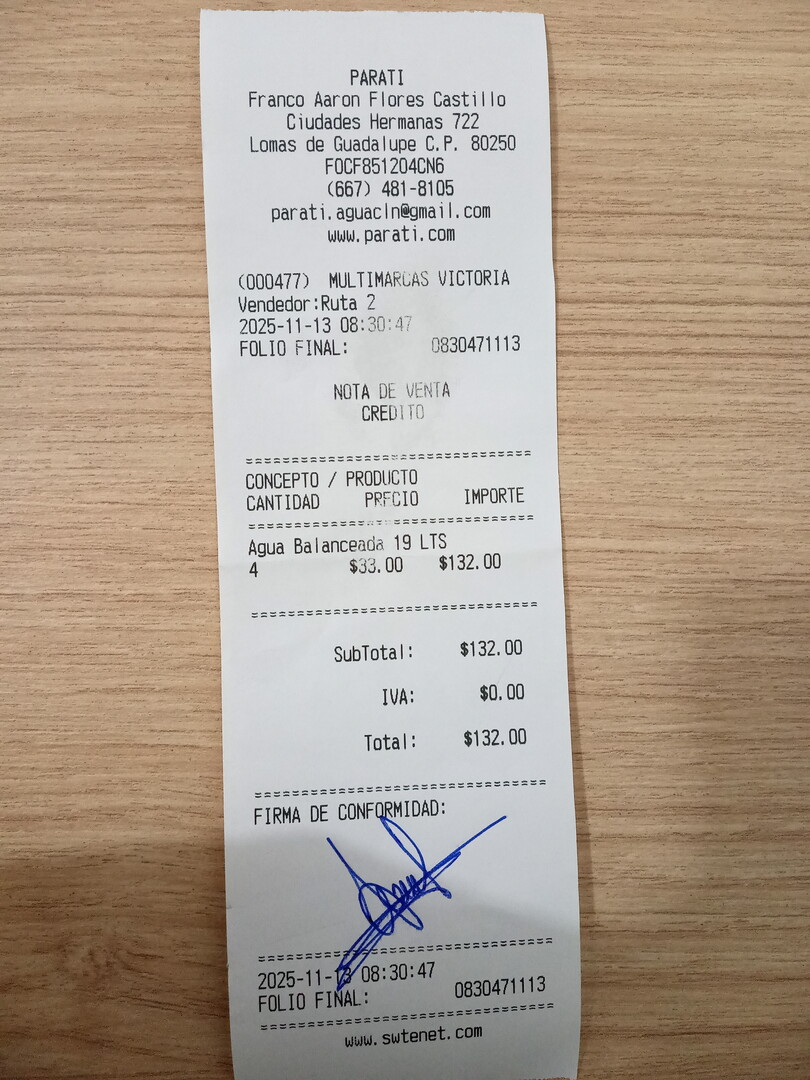 PARATI
Franco Aaron Flores Castillo
Ciudades Hermanas 722
Lomas de Guadalupe C.P. 80250
FOCF851204CN6
(667) 481-8105
parati.aguacln@gmail.com
www.parati.com
(000477) MULTIMARCAS VICTORIA
Vendedor:Ruta 2
2025-11-13 08:30:47
FOLIO FINAL: 0830471113
NOTA DE VENTA
CREDITO
CONCEPTO / PRODUCTO
CANTIDAD PRECIO IMPORTE
Agua Balanceada 19 LTS
4 $33.00 $132.00
SubTotal: $132.00
IVA: $0.00
Total: $132.00
FIRMA DE CONFORMIDAD:
2025-11-13 08:30:47
FOLIO FINAL: 0830471113
www.swtenet.com